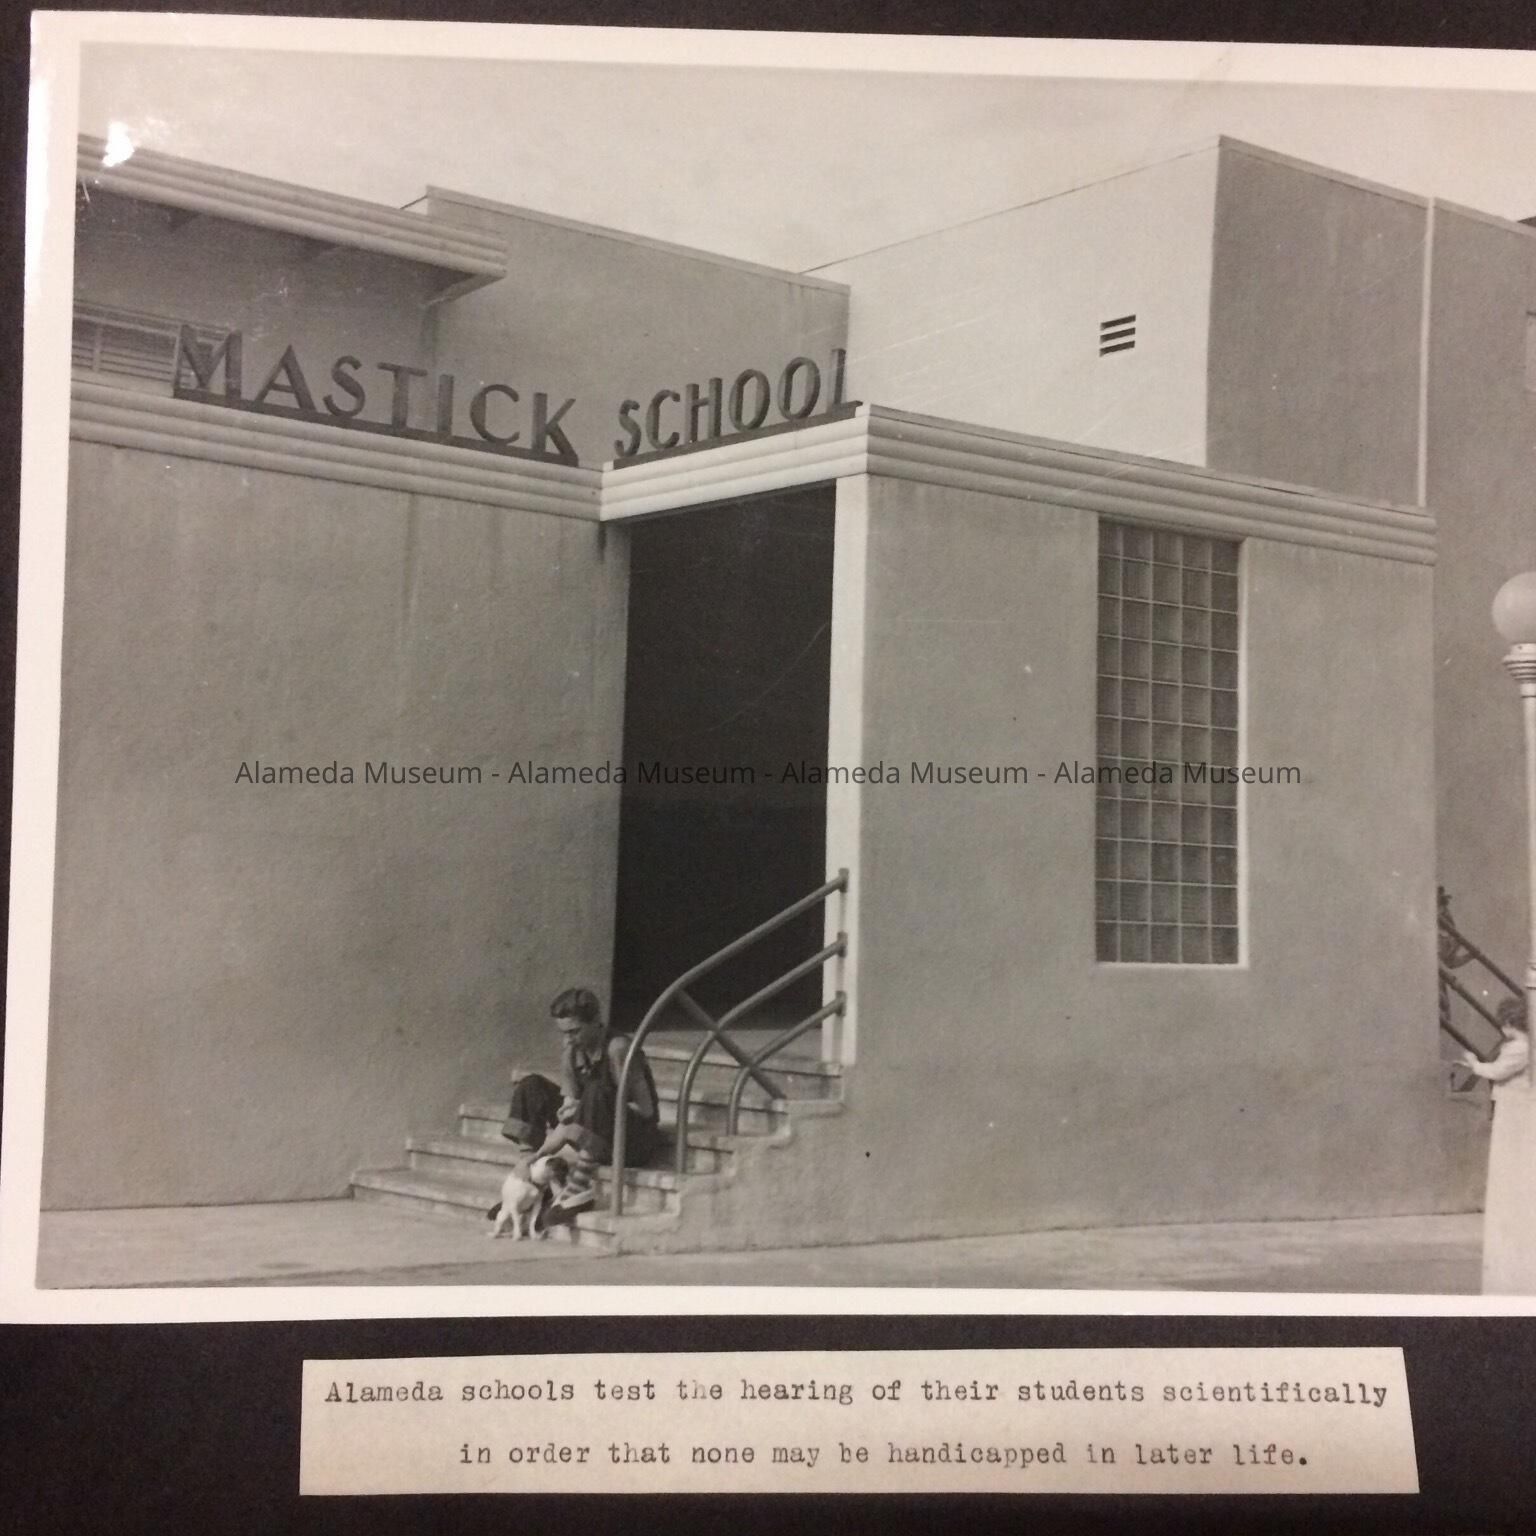 MASTICK SCHOOL
Alameda Museum - Alameda Museum - Alameda Museum - Alameda Museum
Alameda schools test the hearing of their students scientifically
in order that none may be handicapped in later life.